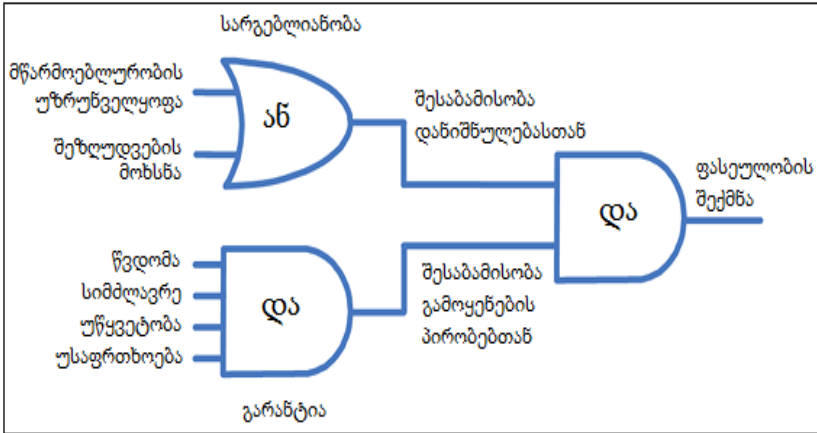 სარგებლიანობა
მწარმოებლურობის
უზრუნველყოფა
შეზღუდვების
მოხსნა
ან
შესაბამისობა
დანიშნულებასთან
და
ფასეულობის
შექმნა
წვდომა
სიმძლავრე
უწყვეტობა
უსაფრთხოება
და
შესაბამისობა
გამოყენების
პირობებთან
გარანტია